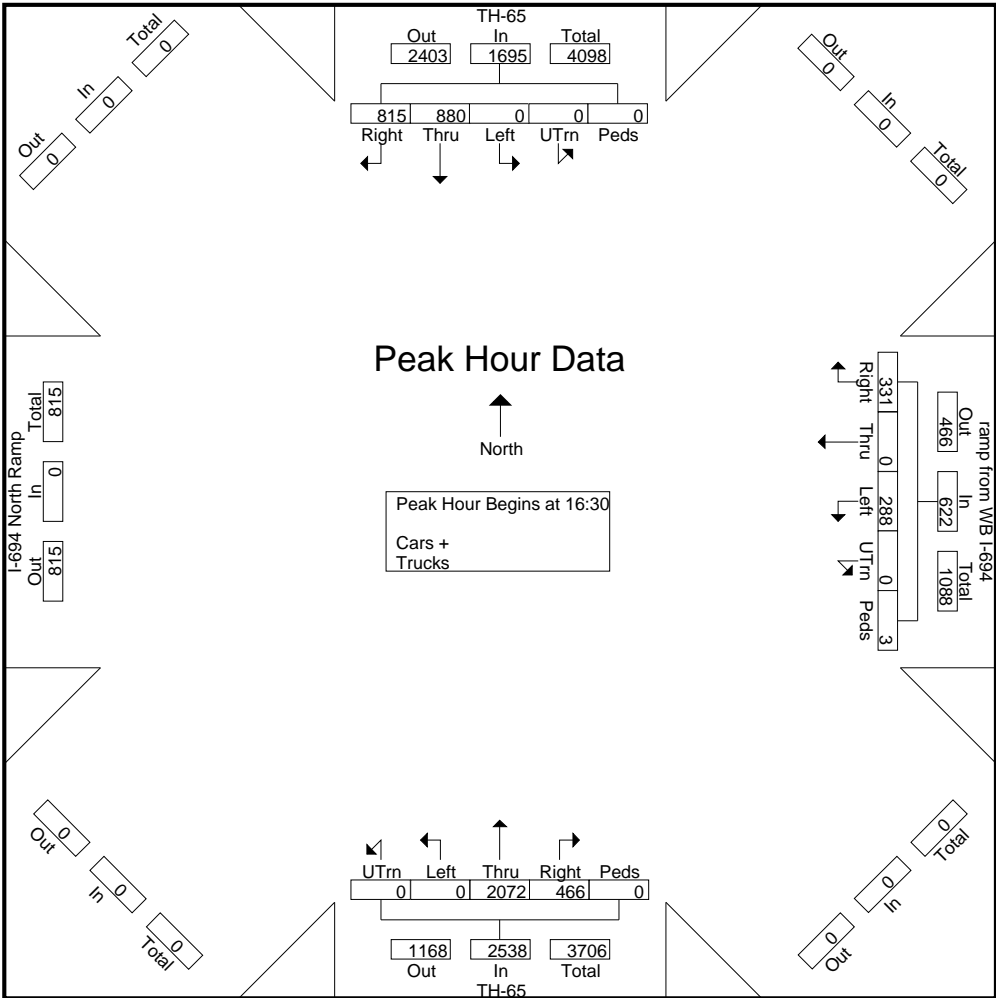 TH-65
Out In Total
2403 1695 4098
815 880 0 0 0
Right Thru Left UTrn Peds
Out In Total
0 0 0
Out In Total
0 0 0
Peak Hour Data
North
Peak Hour Begins at 16:30
Cars +
Trucks
I-694 North Ramp
Out In Total
815 0 815
ramp from WB I-694
Out In Total
466 622 1088
331 0 288 0 3
Right Thru Left UTrn Peds
Out In Total
0 0 0
Out In Total
0 0 0
UTrn Left Thru Right Peds
0 0 2072 466 0
1168 2538 3706
Out In Total
TH-65